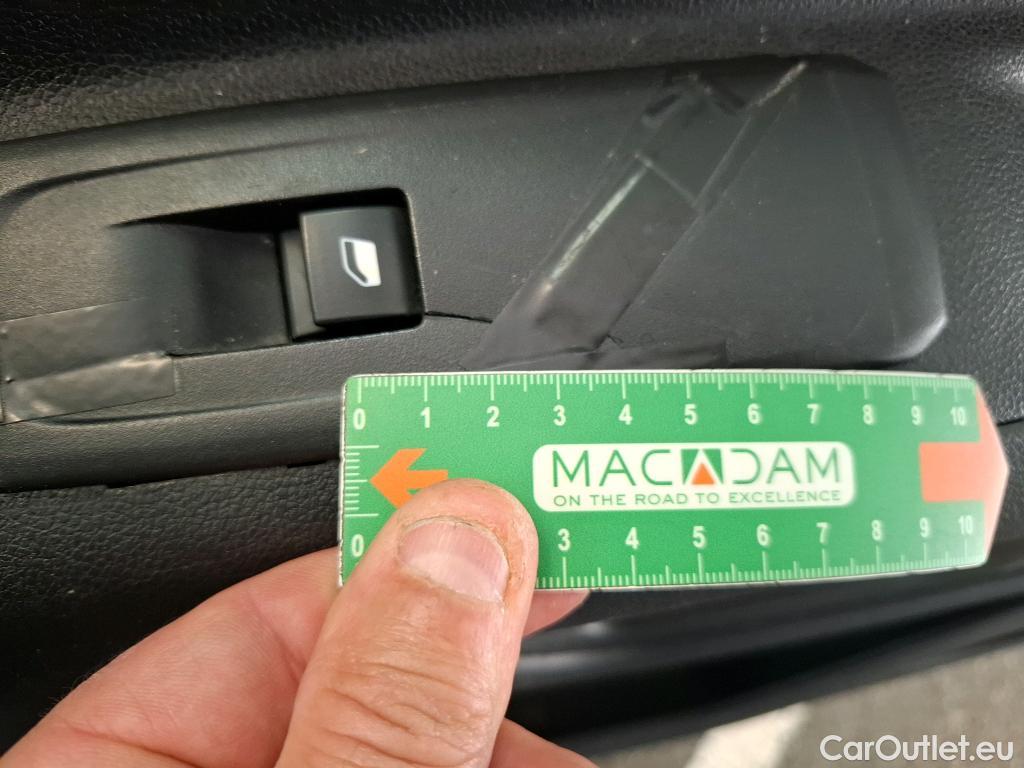 0 1 2 3 4 5 6 7 8 9 10
MACADAM
ON THE ROAD TO EXCELLENCE
0 3 4 5 6 7 8 9 10
CarOutlet.eu